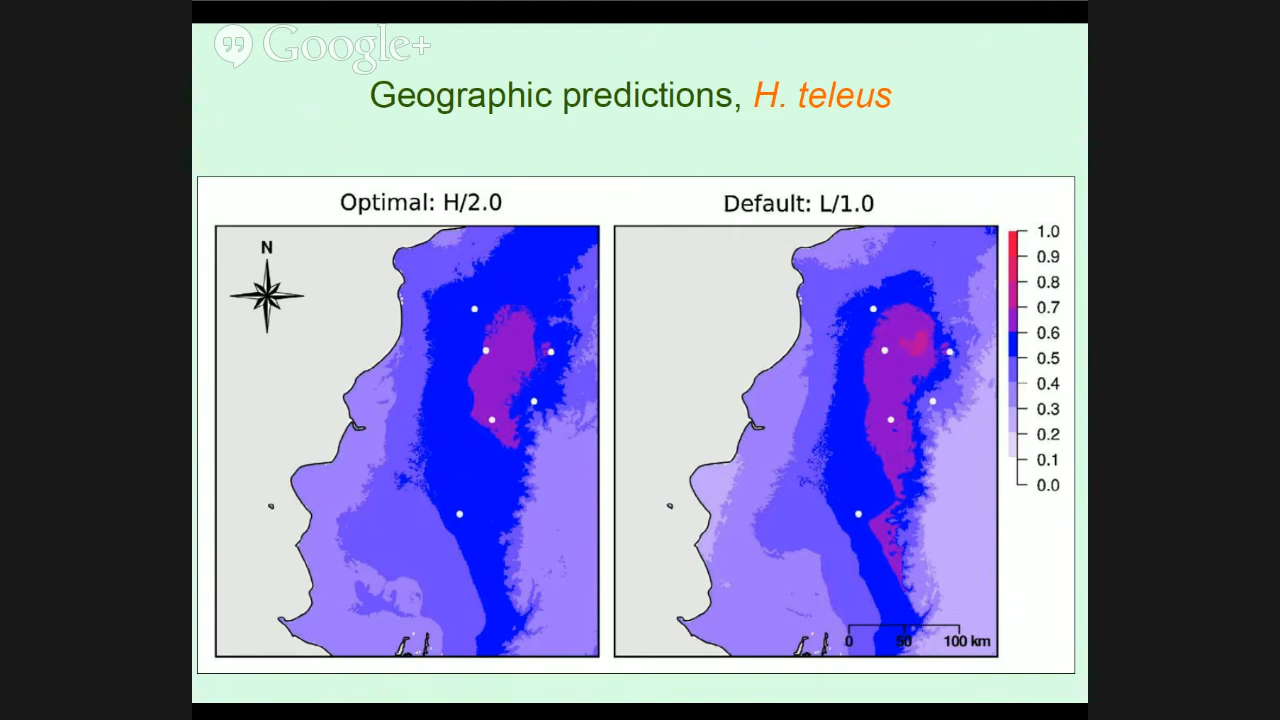 Google+
Geographic predictions, H. teleus
Optimal: H/2.0
Default: L/1.0
N
1.0
0.9
0.8
0.7
0.6
0.5
0.4
0.3
0.2
0.1
0.0
0 50 100 km